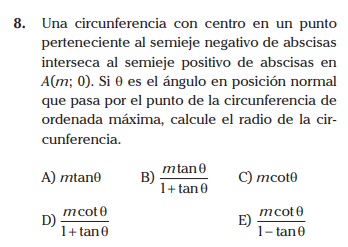 8. Una circunferencia con centro en un punto
perteneciente al semieje negativo de abscisas
interseca al semieje positivo de abscisas en
A(m; 0). Si θ es el ángulo en posición normal
que pasa por el punto de la circunferencia de
ordenada máxima, calcule el radio de la cir-
cunferencia.
A) mtanθ B) mtanθ/(1+tanθ) C) mcotθ
D) mcotθ/(1+tanθ) E) mcotθ/(1−tanθ)